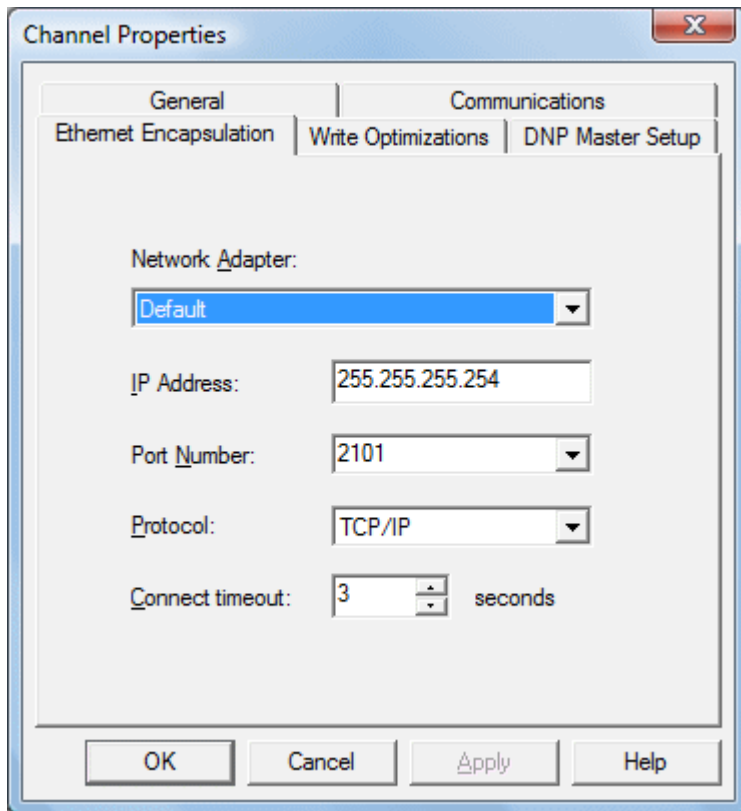 Channel Properties
General
Communications
Ethernet Encapsulation
Write Optimizations
DNP Master Setup
Network Adapter:
Default
IP Address:
255.255.255.254
Port Number:
2101
Protocol:
TCP/IP
Connect timeout:
3
seconds
OK
Cancel
Apply
Help